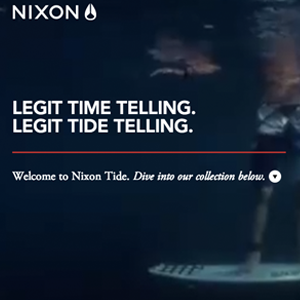 NIXON
LEGIT TIME TELLING.
LEGIT TIDE TELLING.
Welcome to Nixon Tide. Dive into our collection below.